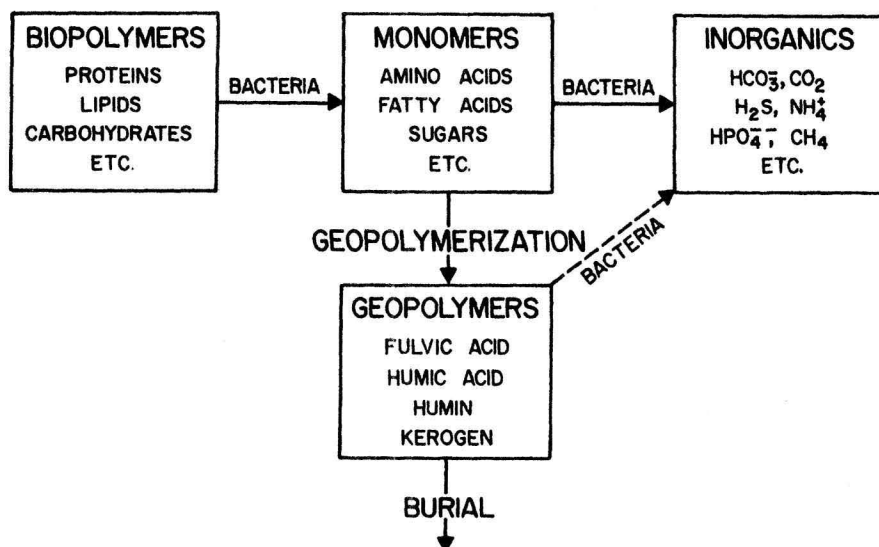 BIOPOLYMERS
PROTEINS
LIPIDS
CARBOHYDRATES
ETC.
BACTERIA
MONOMERS
AMINO ACIDS
FATTY ACIDS
SUGARS
ETC.
BACTERIA
INORGANICS
HCO₃⁻, CO₂
H₂S, NH₄⁺
HPO₄⁻⁻, CH₄
ETC.
GEOPOLYMERIZATION
BACTERIA
GEOPOLYMERS
FULVIC ACID
HUMIC ACID
HUMIN
KEROGEN
BURIAL